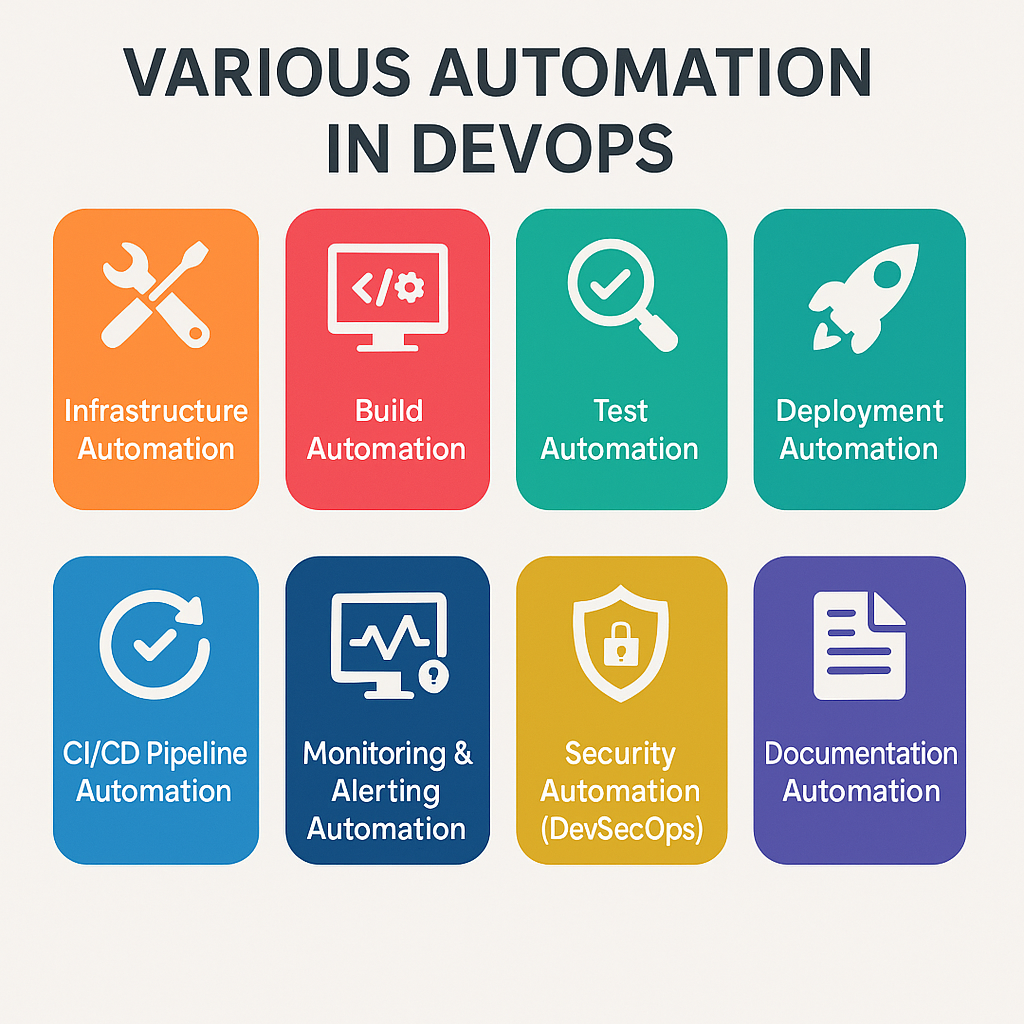 VARIOUS AUTOMATION
IN DEVOPS
</>
Infrastructure
Automation
Build
Automation
Test
Automation
Deployment
Automation
CI/CD Pipeline
Automation
Monitoring &
Alerting
Automation
?
Security
Automation
(DevSecOps)
Documentation
Automation